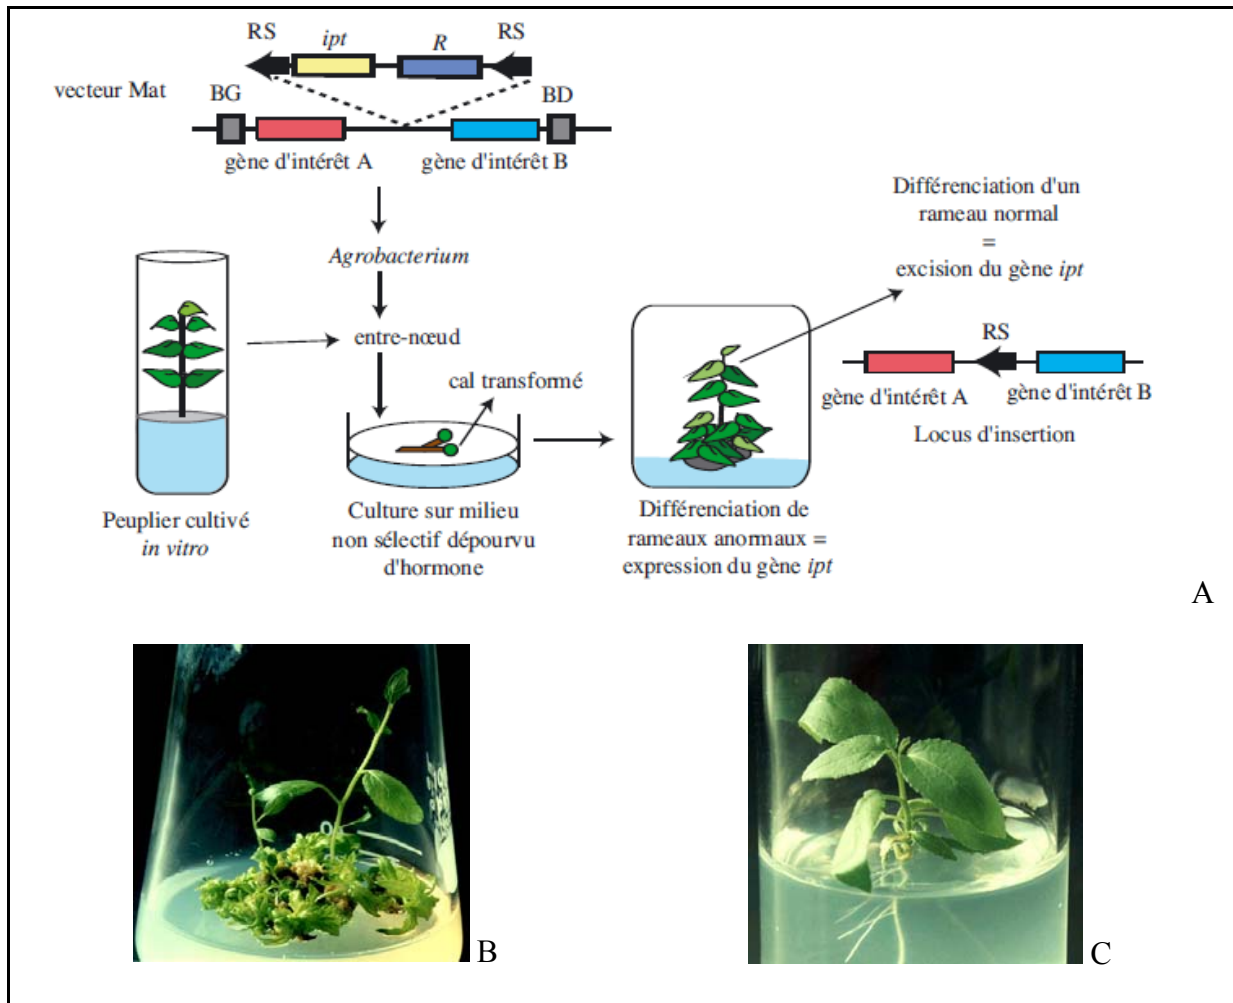 RS
ipt
R
RS
vecteur Mat
BG
BD
gène d'intérêt A
gène d'intérêt B
Différenciation d'un
rameau normal
=
excision du gène ipt
Agrobacterium
entre-nœud
cal transformé
RS
gène d'intérêt A
gène d'intérêt B
Locus d'insertion
Peuplier cultivé
in vitro
Culture sur milieu
non sélectif dépourvu
d'hormone
Différenciation de
rameaux anormaux =
expression du gène ipt
A
B
C